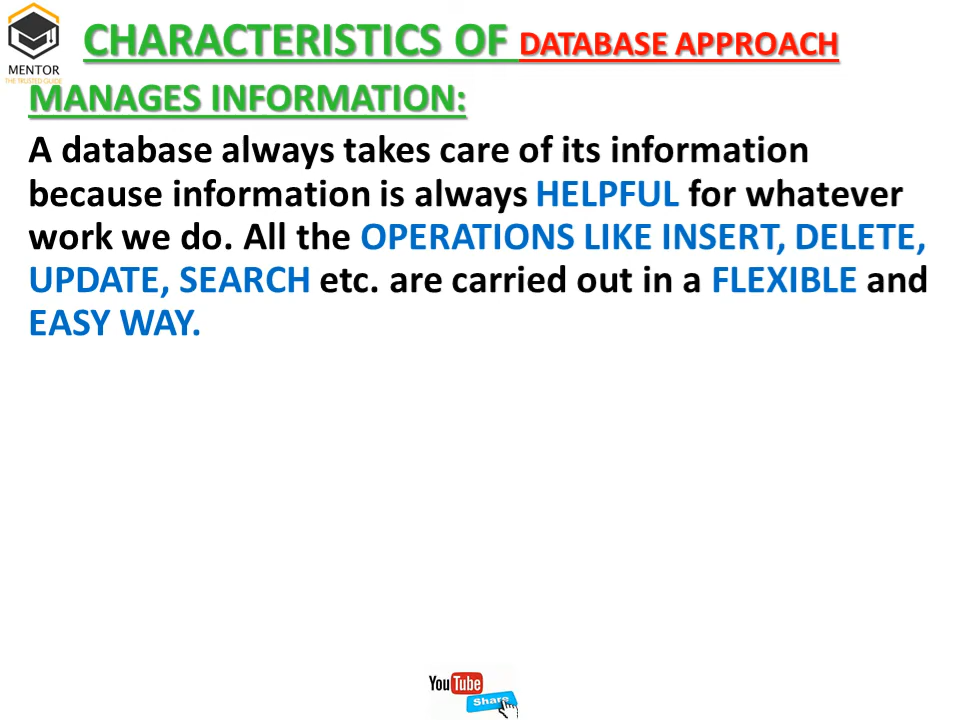 CHARACTERISTICS OF DATABASE APPROACH
MENTOR
THE TRUSTED GUIDE
MANAGES INFORMATION:
A database always takes care of its information
because information is always HELPFUL for whatever
work we do. All the OPERATIONS LIKE INSERT, DELETE,
UPDATE, SEARCH etc. are carried out in a FLEXIBLE and
EASY WAY.
YouTube
Share